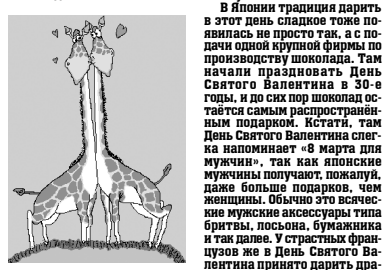 В Японии традиция дарить
в этот день сладкое тоже по-
явилась не просто так, а с по-
дачи одной крупной фирмы по
производству шоколада. Там
начали праздновать День
Святого Валентина в 30-е
годы, и до сих пор шоколад ос-
таётся самым распространён-
ным подарком. Кстати, там
День Святого Валентина слег-
ка напоминает «8 марта для
мужчин», так как японские
мужчины получают, пожалуй,
даже больше подарков, чем
женщины. Обычно это всячес-
кие мужские аксессуары типа
бритвы, лосьона, бумажника
и так далее. У страстных фран-
цузов же в День Святого Ва-
лентина принято дарить дра-